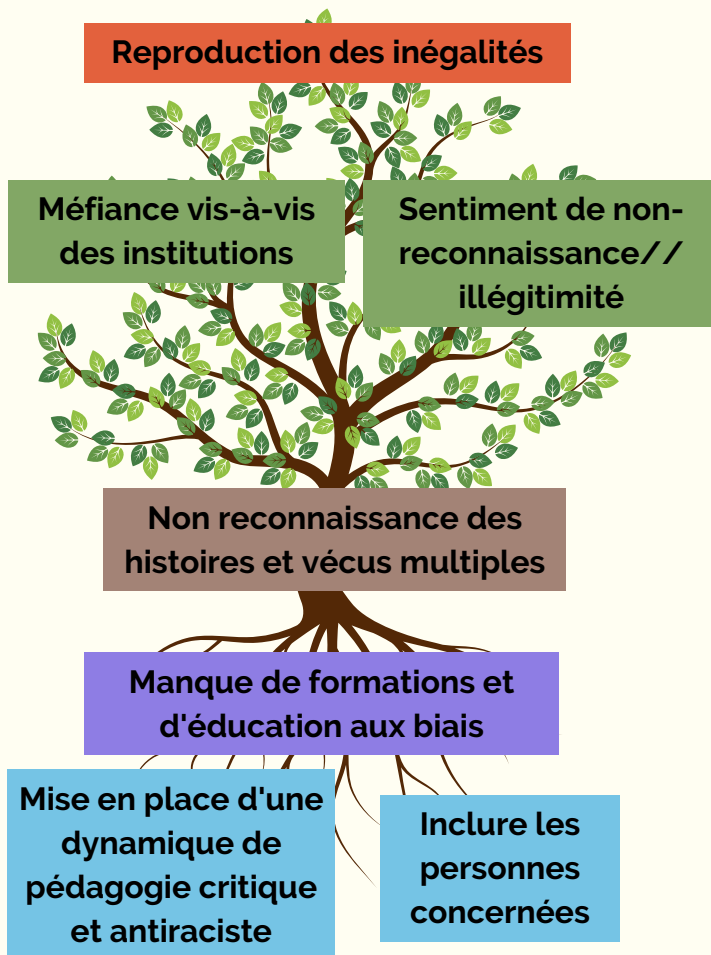 Reproduction des inégalités
Méfiance vis-à-vis
des institutions
Sentiment de non-
reconnaissance//
illégitimité
Non reconnaissance des
histoires et vécus multiples
Manque de formations et
d'éducation aux biais
Mise en place d'une
dynamique de
pédagogie critique
et antiraciste
Inclure les
personnes
concernées